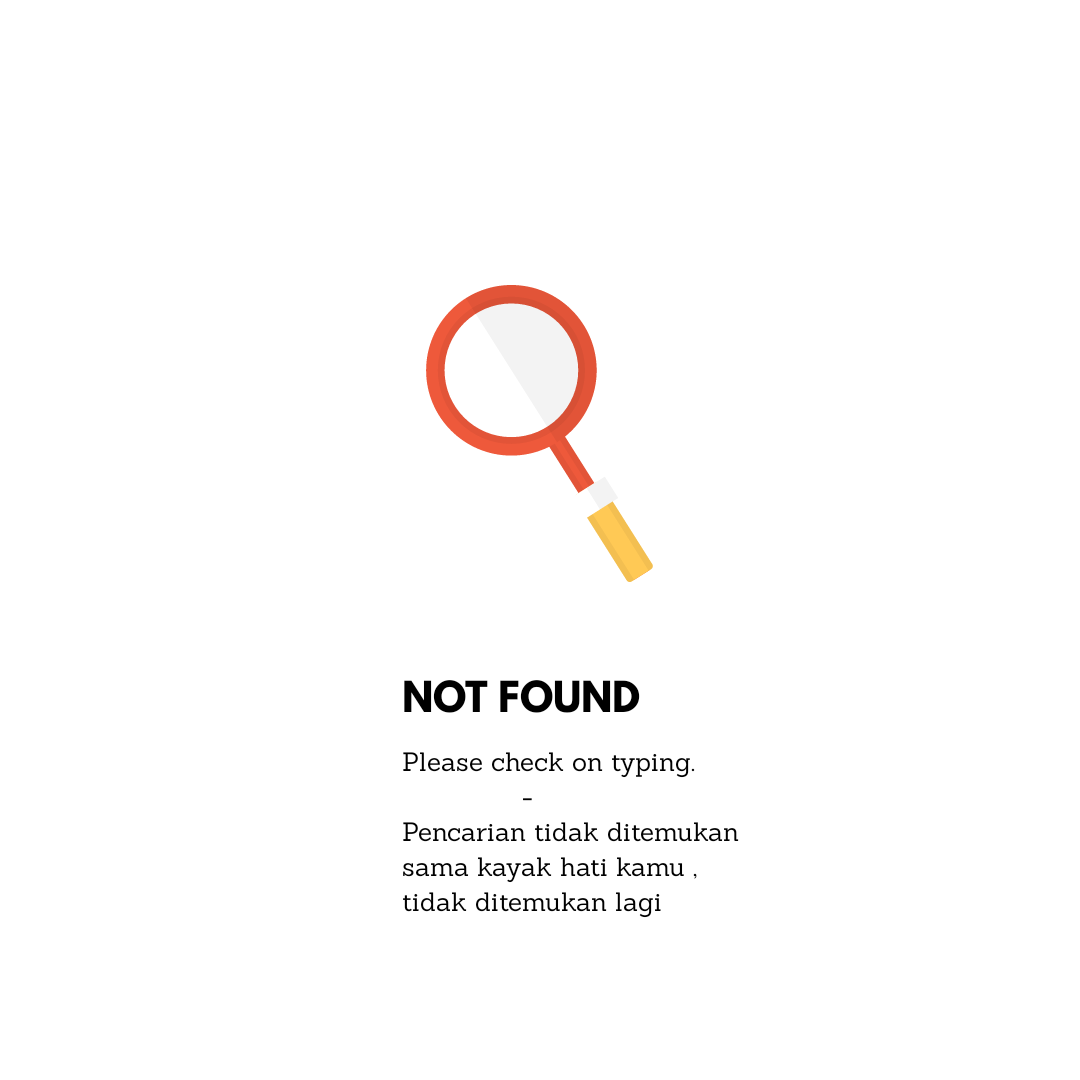 NOT FOUND
Please check on typing.
-
Pencarian tidak ditemukan
sama kayak hati kamu ,
tidak ditemukan lagi